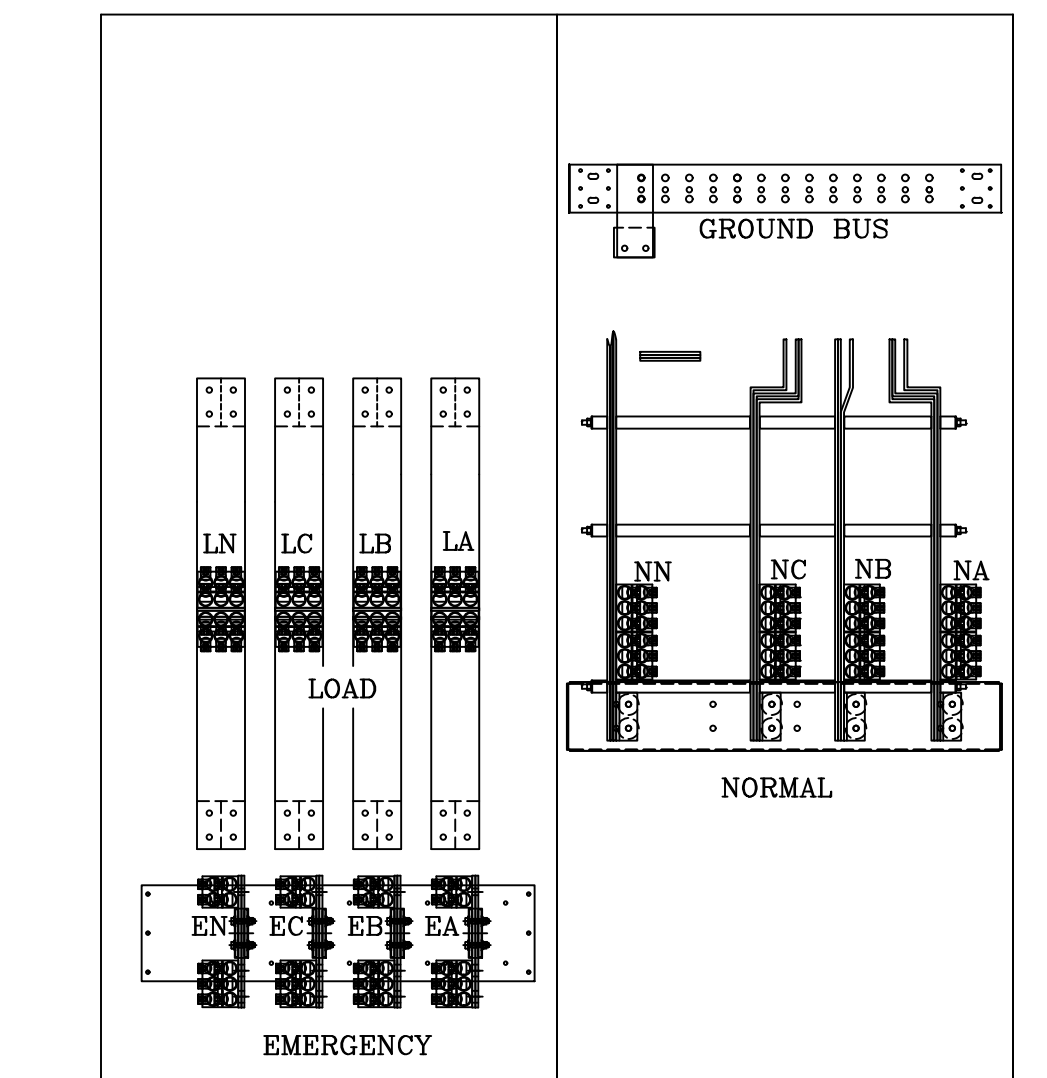 GROUND BUS
LN LC LB LA
NN NC NB NA
LOAD
NORMAL
EN EC EB EA
EMERGENCY